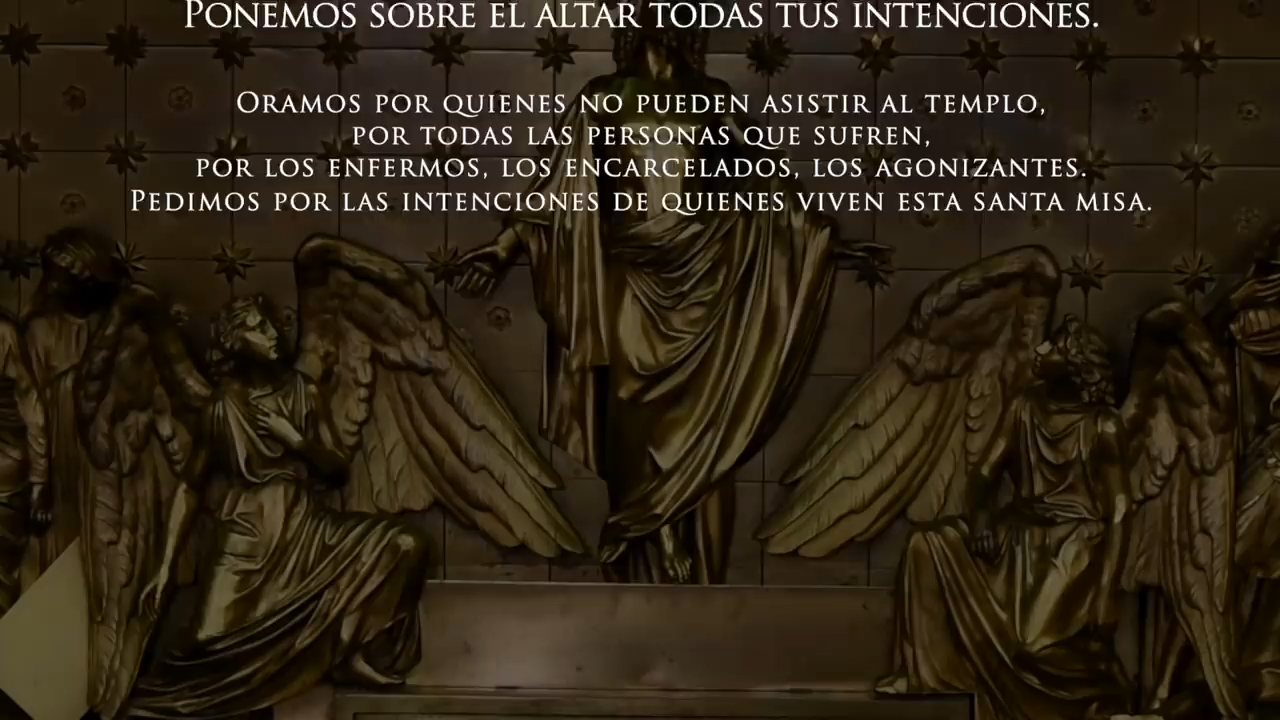 Ponemos sobre el altar todas tus intenciones.
Oramos por quienes no pueden asistir al templo,
por todas las personas que sufren,
por los enfermos, los encarcelados, los agonizantes.
Pedimos por las intenciones de quienes viven esta santa misa.